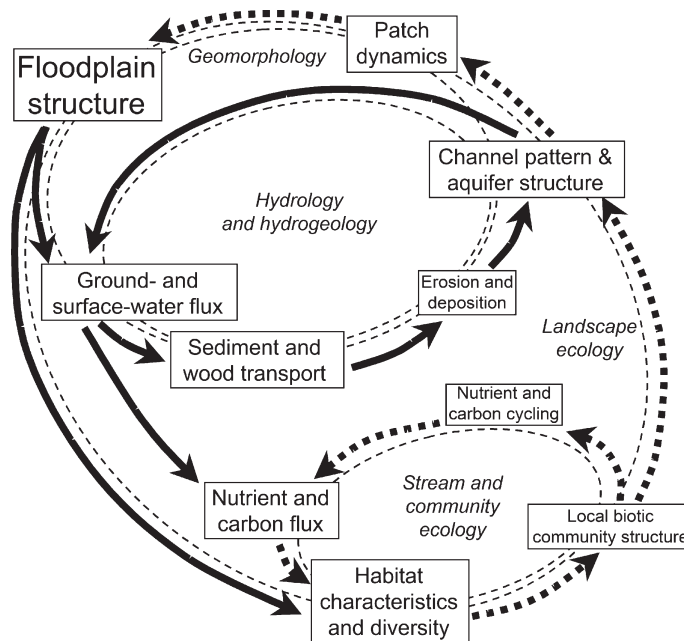 Patch
dynamics
Geomorphology
Floodplain
structure
Channel pattern &
aquifer structure
Hydrology
and hydrogeology
Ground- and
surface-water flux
Erosion and
deposition
Sediment and
wood transport
Landscape
ecology
Nutrient and
carbon cycling
Nutrient and
carbon flux
Stream and
community
ecology
Local biotic
community structure
Habitat
characteristics
and diversity